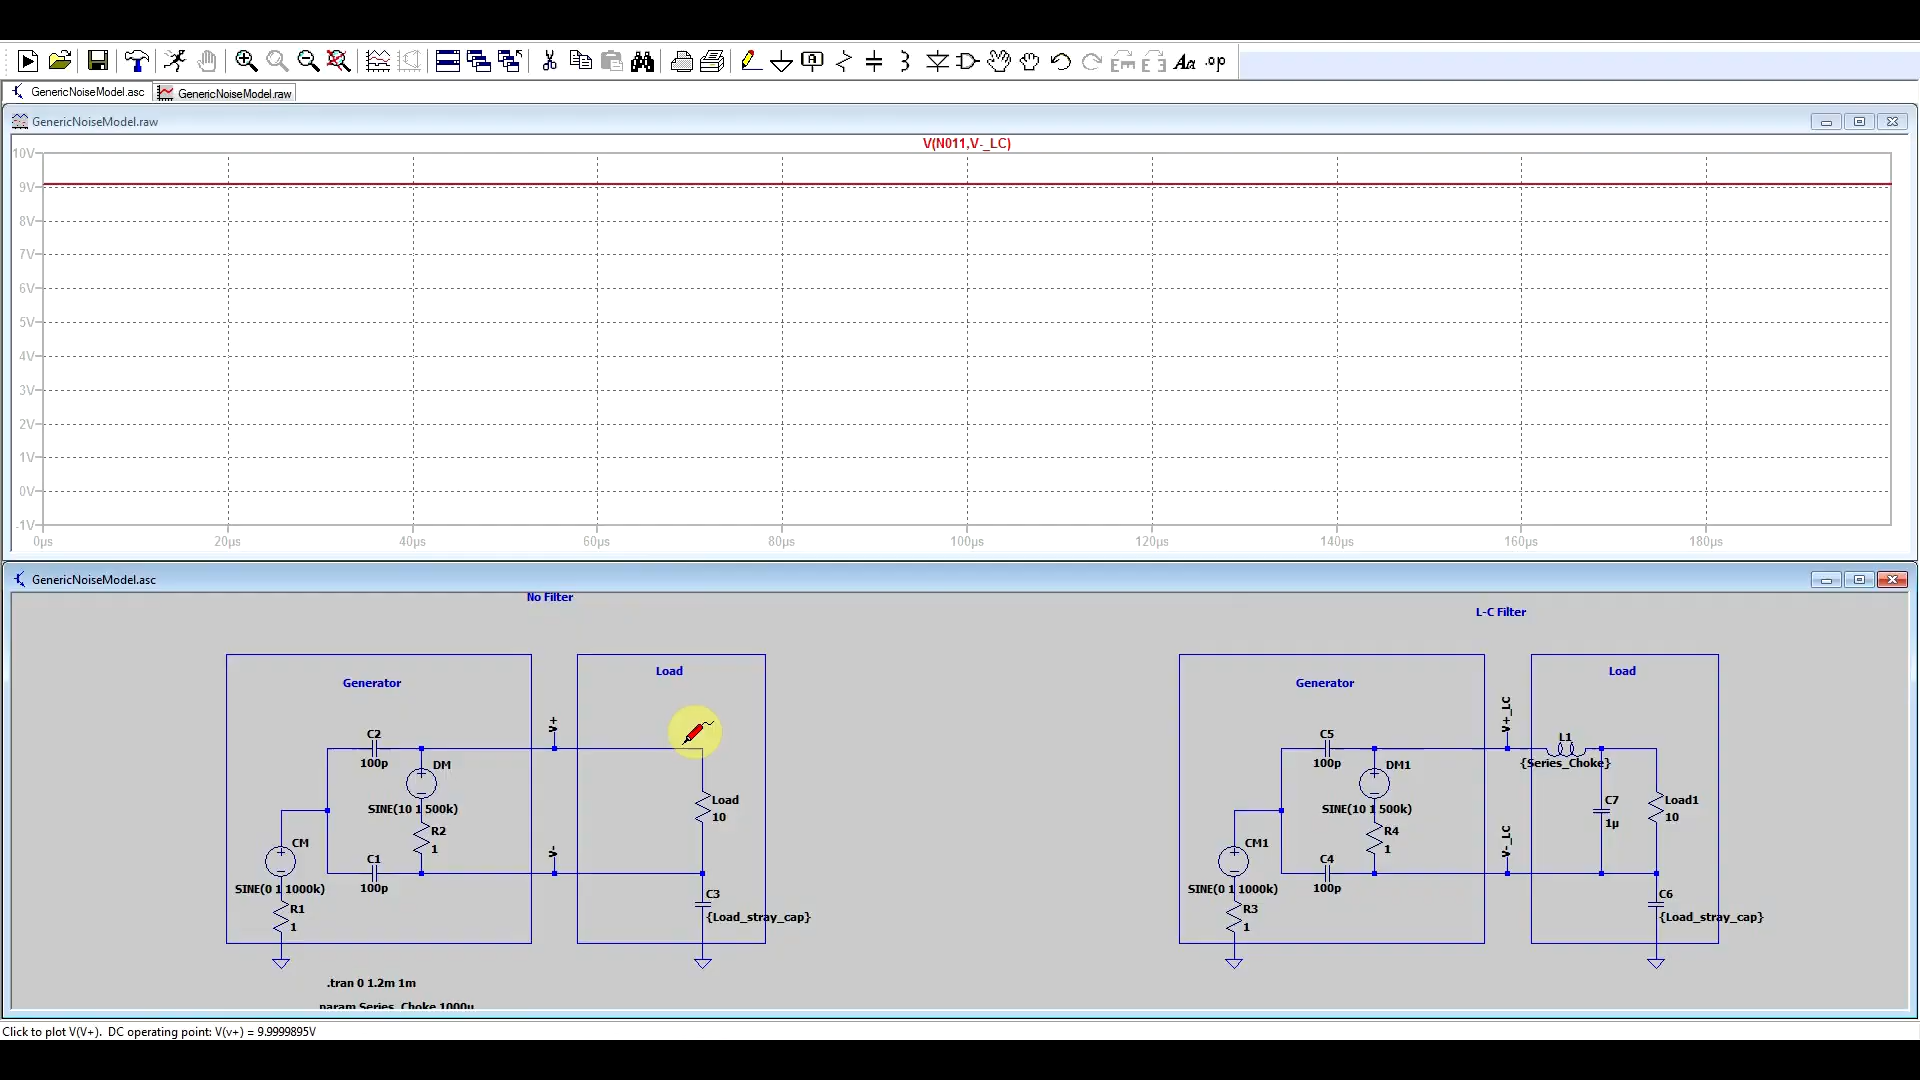 GenericNoiseModel.asc
GenericNoiseModel.raw
GenericNoiseModel.raw
V(N011,V-_LC)
10V
9V
8V
7V
6V
5V
4V
3V
2V
1V
0V
-1V
0µs 20µs 40µs 60µs 80µs 100µs 120µs 140µs 160µs 180µs
GenericNoiseModel.asc
No Filter
Generator
Load
C2
100p
DM
SINE(10 1 500k)
R2
1
CM
SINE(0 1 1000k)
R1
1
C1
100p
V+
V-
Load
10
C3
{Load_stray_cap}
.tran 0 1.2m 1m
param Series_Choke 1000u
L-C Filter
Generator
Load
C5
100p
DM1
SINE(10 1 500k)
R4
1
CM1
SINE(0 1 1000k)
R3
1
C4
100p
V+_LC
V-_LC
L1
{Series_Choke}
C7
1µ
Load1
10
C6
{Load_stray_cap}
Click to plot V(V+). DC operating point: V(v+) = 9.9999895V